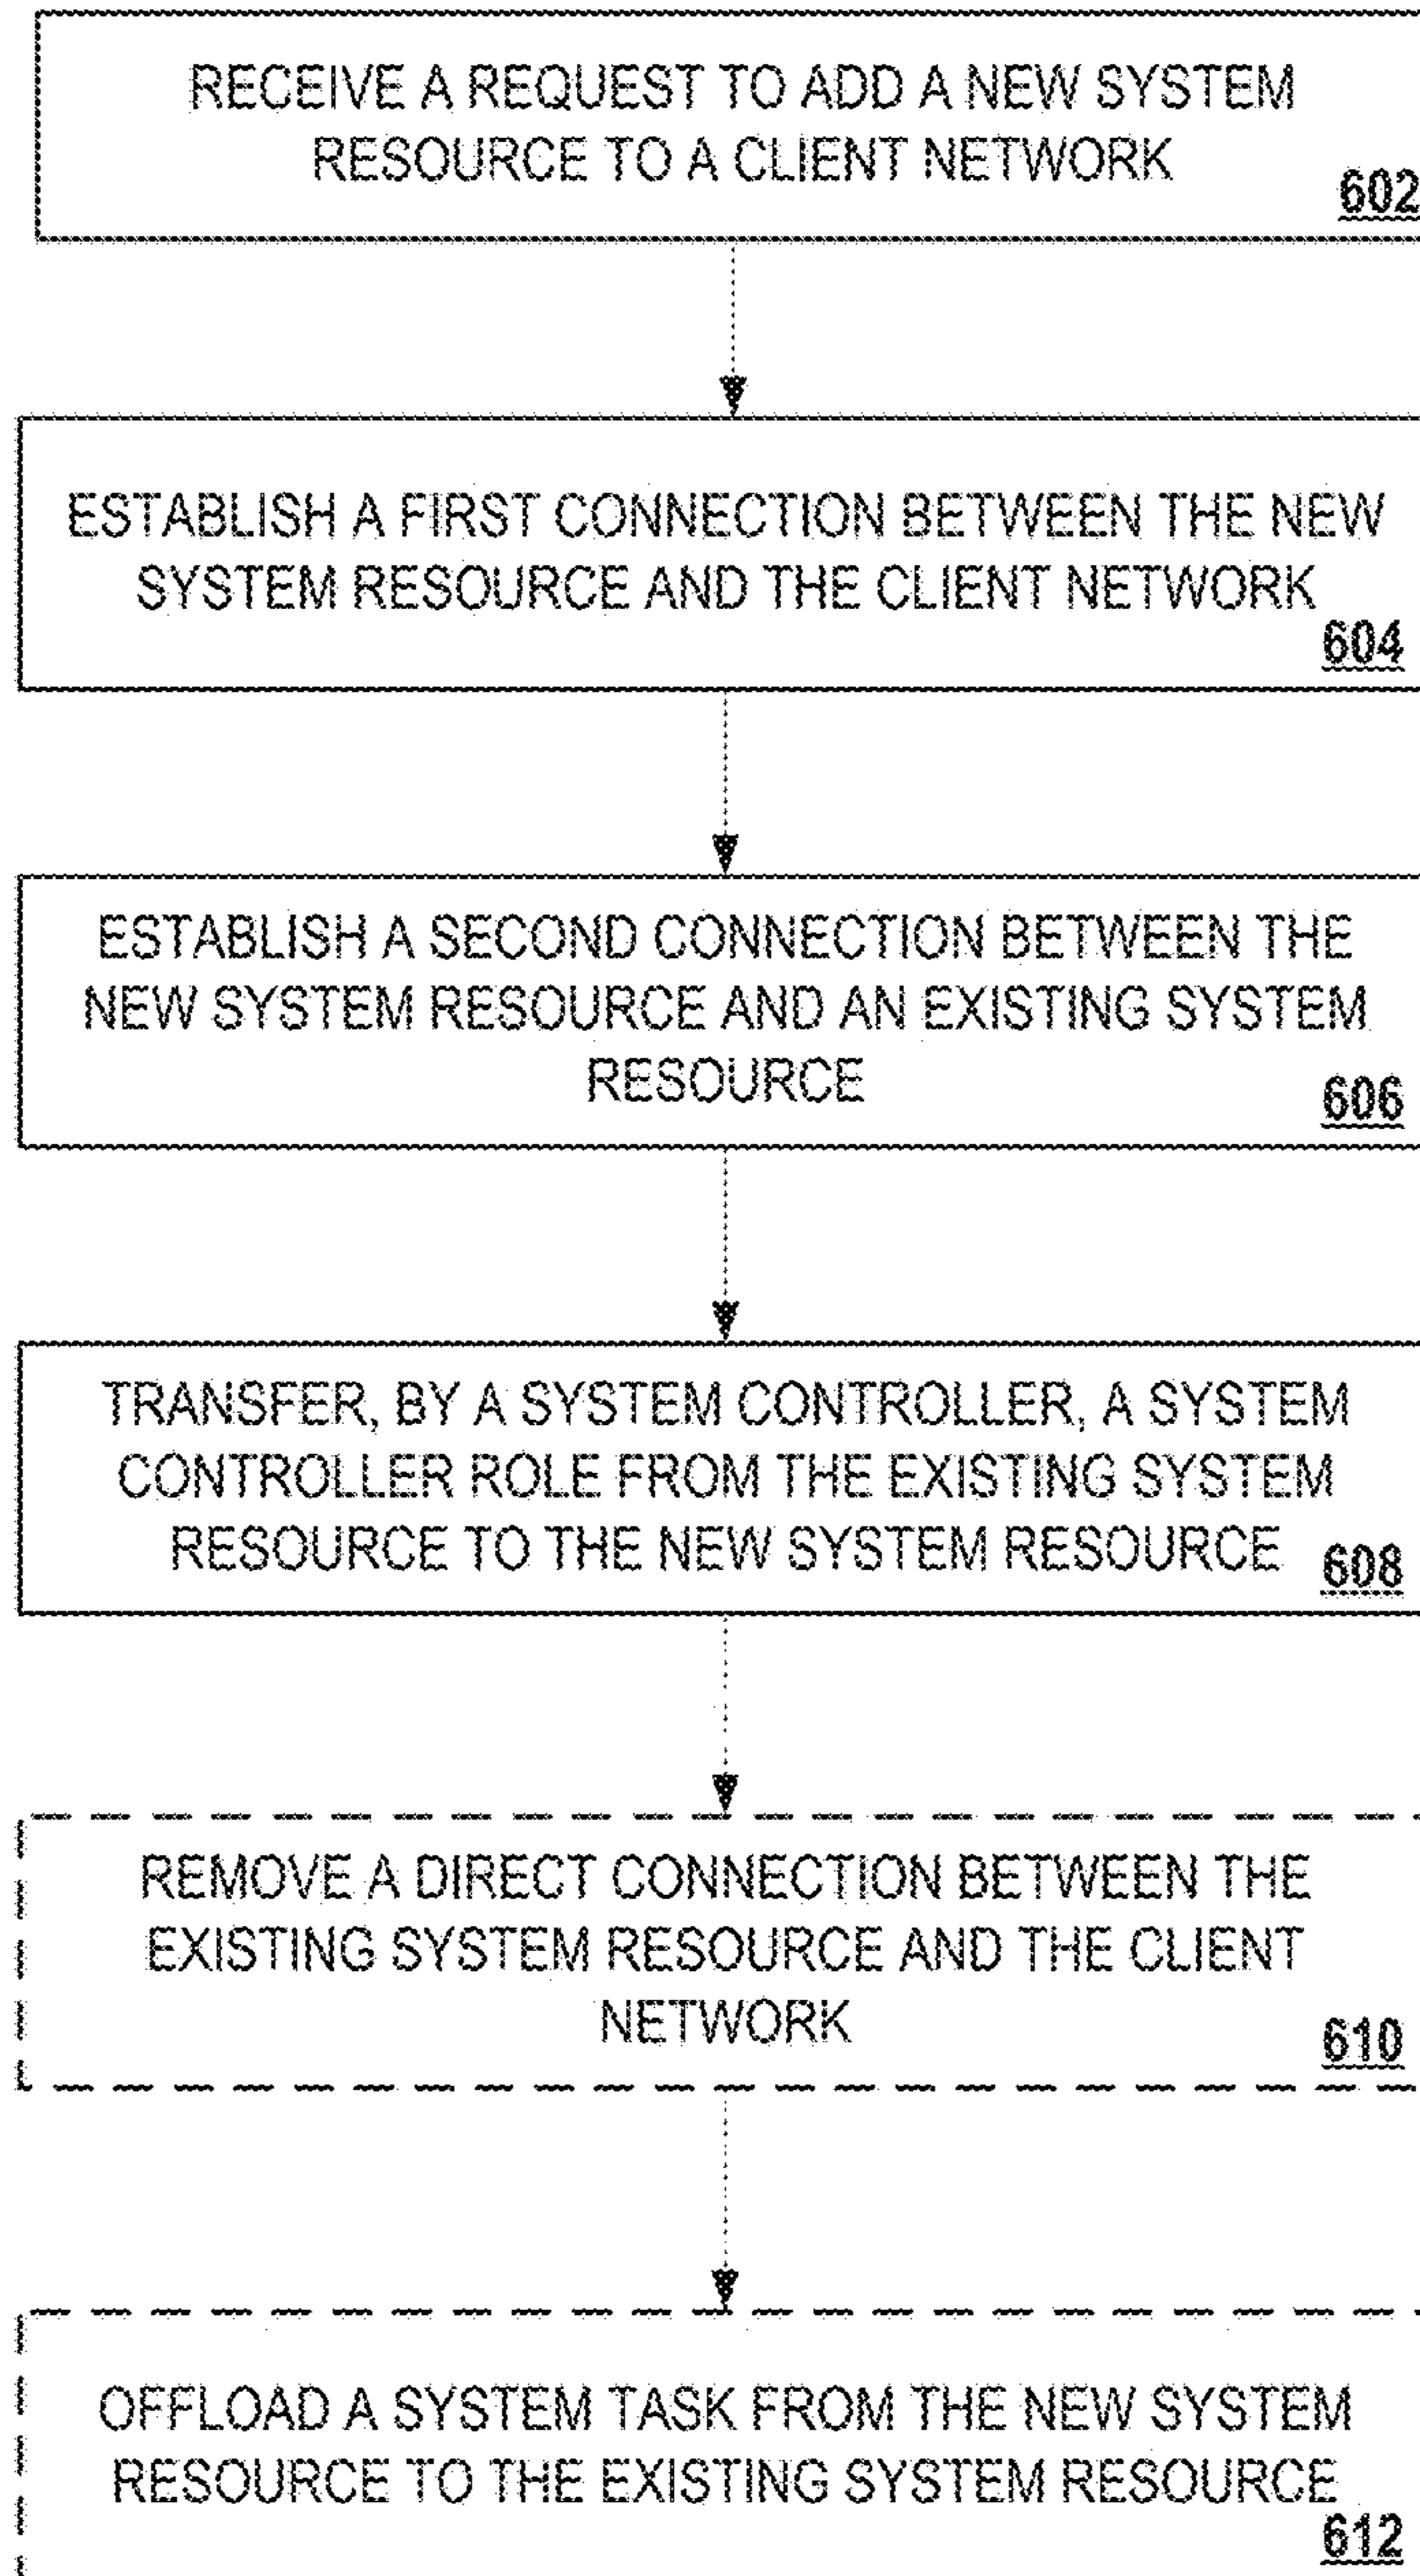 RECEIVE A REQUEST TO ADD A NEW SYSTEM
RESOURCE TO A CLIENT NETWORK
602
ESTABLISH A FIRST CONNECTION BETWEEN THE NEW
SYSTEM RESOURCE AND THE CLIENT NETWORK
604
ESTABLISH A SECOND CONNECTION BETWEEN THE
NEW SYSTEM RESOURCE AND AN EXISTING SYSTEM
RESOURCE
606
TRANSFER, BY A SYSTEM CONTROLLER, A SYSTEM
CONTROLLER ROLE FROM THE EXISTING SYSTEM
RESOURCE TO THE NEW SYSTEM RESOURCE
608
REMOVE A DIRECT CONNECTION BETWEEN THE
EXISTING SYSTEM RESOURCE AND THE CLIENT
NETWORK
610
OFFLOAD A SYSTEM TASK FROM THE NEW SYSTEM
RESOURCE TO THE EXISTING SYSTEM RESOURCE
612